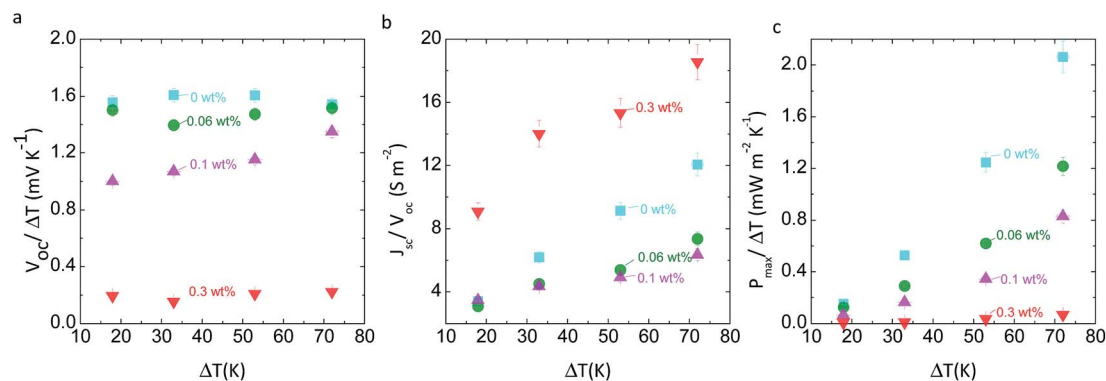 a
b
c
2.0
1.6
1.2
0.8
0.4
0.0
V_OC / ΔT (mV K⁻¹)
0 wt%
0.06 wt%
0.1 wt%
0.3 wt%
10 20 30 40 50 60 70 80
ΔT(K)
20
16
12
8
4
J_sc / V_oc (S m⁻²)
0.3 wt%
0 wt%
0.06 wt%
0.1 wt%
10 20 30 40 50 60 70 80
ΔT(K)
2.0
1.6
1.2
0.8
0.4
0.0
P_max / ΔT (mW m⁻² K⁻¹)
0 wt%
0.06 wt%
0.1 wt%
0.3 wt%
10 20 30 40 50 60 70 80
ΔT(K)